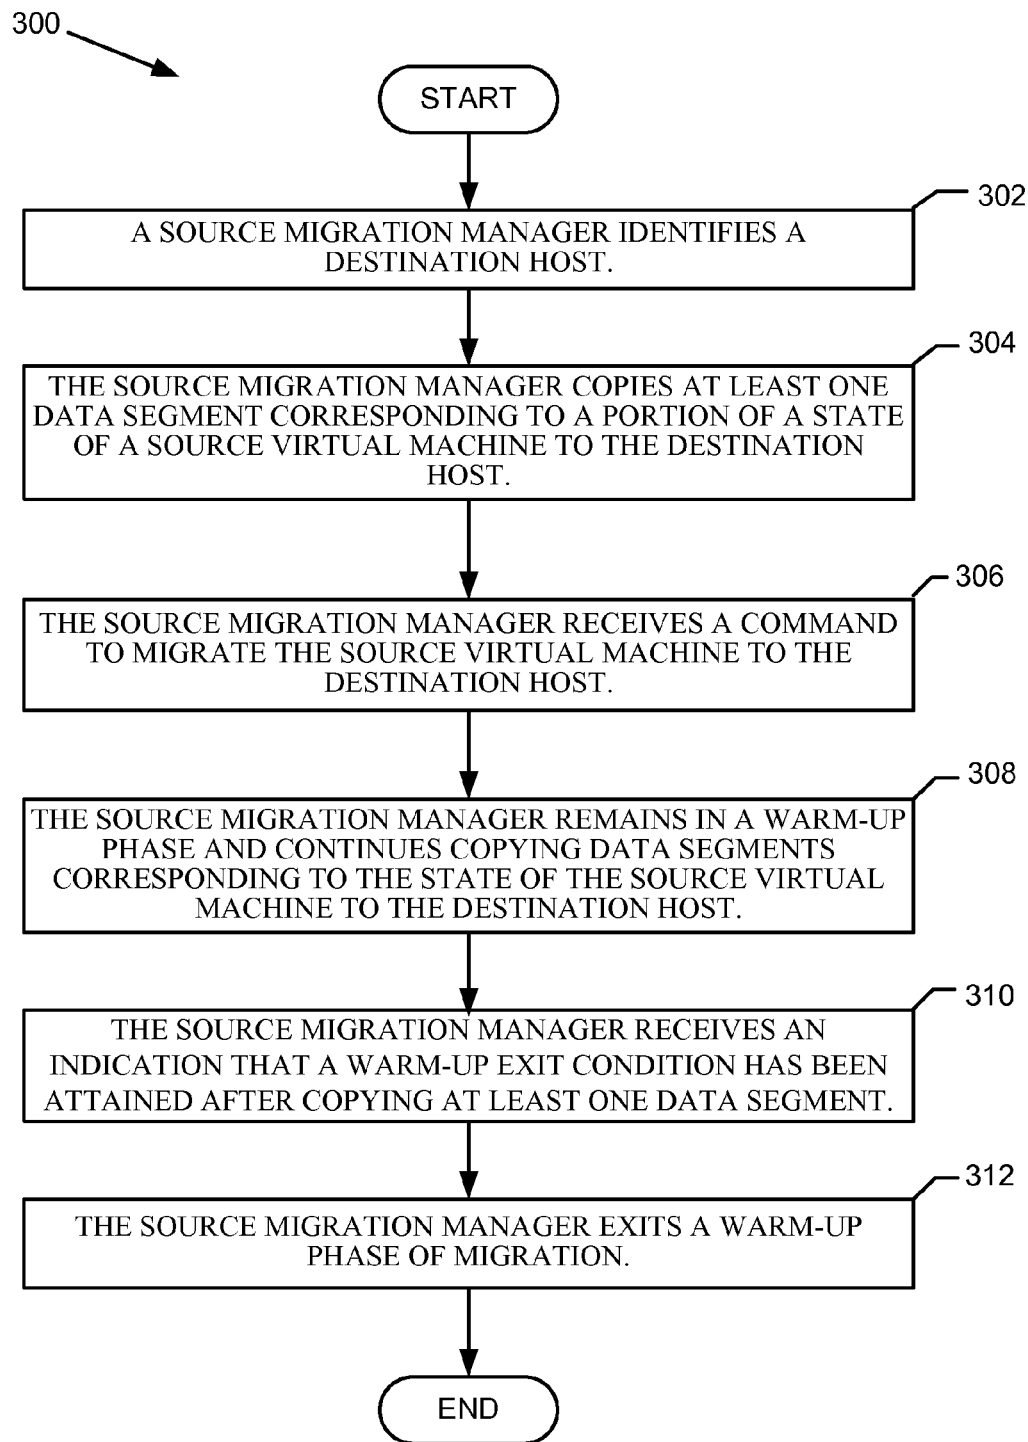 300
START
302
A SOURCE MIGRATION MANAGER IDENTIFIES A
DESTINATION HOST.
304
THE SOURCE MIGRATION MANAGER COPIES AT LEAST ONE
DATA SEGMENT CORRESPONDING TO A PORTION OF A STATE
OF A SOURCE VIRTUAL MACHINE TO THE DESTINATION
HOST.
306
THE SOURCE MIGRATION MANAGER RECEIVES A COMMAND
TO MIGRATE THE SOURCE VIRTUAL MACHINE TO THE
DESTINATION HOST.
308
THE SOURCE MIGRATION MANAGER REMAINS IN A WARM-UP
PHASE AND CONTINUES COPYING DATA SEGMENTS
CORRESPONDING TO THE STATE OF THE SOURCE VIRTUAL
MACHINE TO THE DESTINATION HOST.
310
THE SOURCE MIGRATION MANAGER RECEIVES AN
INDICATION THAT A WARM-UP EXIT CONDITION HAS BEEN
ATTAINED AFTER COPYING AT LEAST ONE DATA SEGMENT.
312
THE SOURCE MIGRATION MANAGER EXITS A WARM-UP
PHASE OF MIGRATION.
END